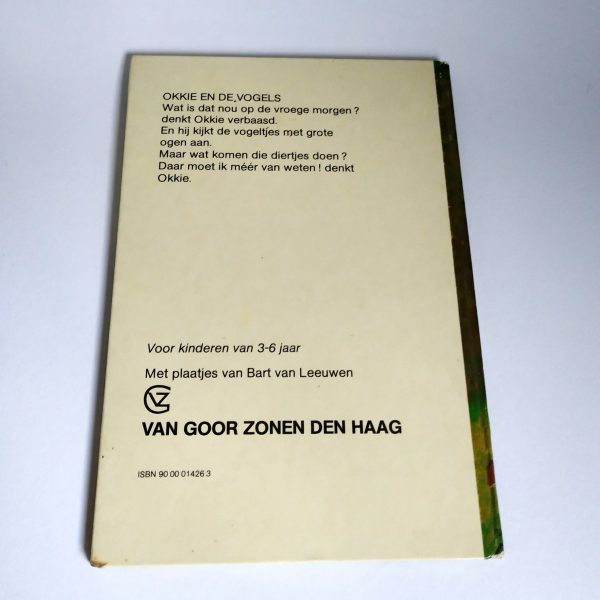 OKKIE EN DE VOGELS
Wat is dat nou op de vroege morgen?
denkt Okkie verbaasd.
En hij kijkt de vogeltjes met grote
ogen aan.
Maar wat komen die diertjes doen?
Daar moet ik méér van weten! denkt
Okkie.
Voor kinderen van 3-6 jaar
Met plaatjes van Bart van Leeuwen
VGZ
VAN GOOR ZONEN DEN HAAG
ISBN 90 00 01426 3